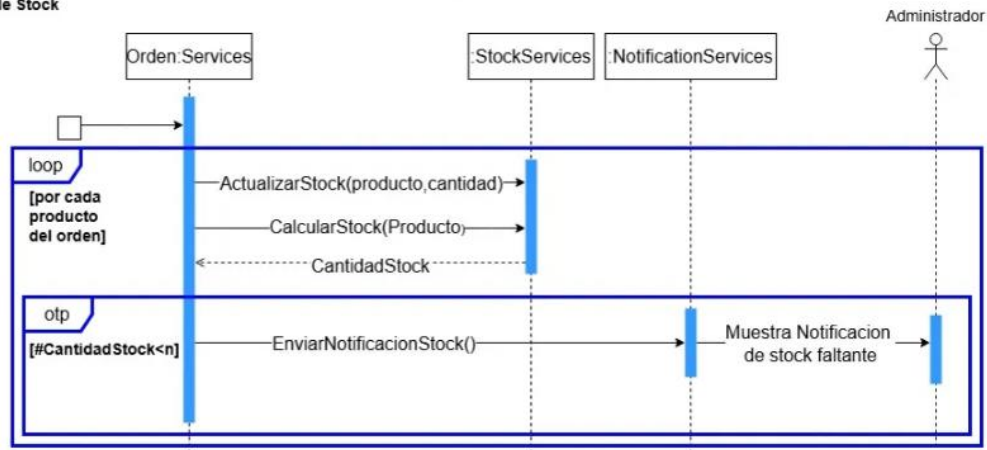 de Stock
Administrador
Orden:Services
:StockServices
:NotificationServices
loop
[por cada
producto
del orden]
ActualizarStock(producto,cantidad)
CalcularStock(Producto)
CantidadStock
otp
[#CantidadStock<n]
EnviarNotificacionStock()
Muestra Notificacion
de stock faltante